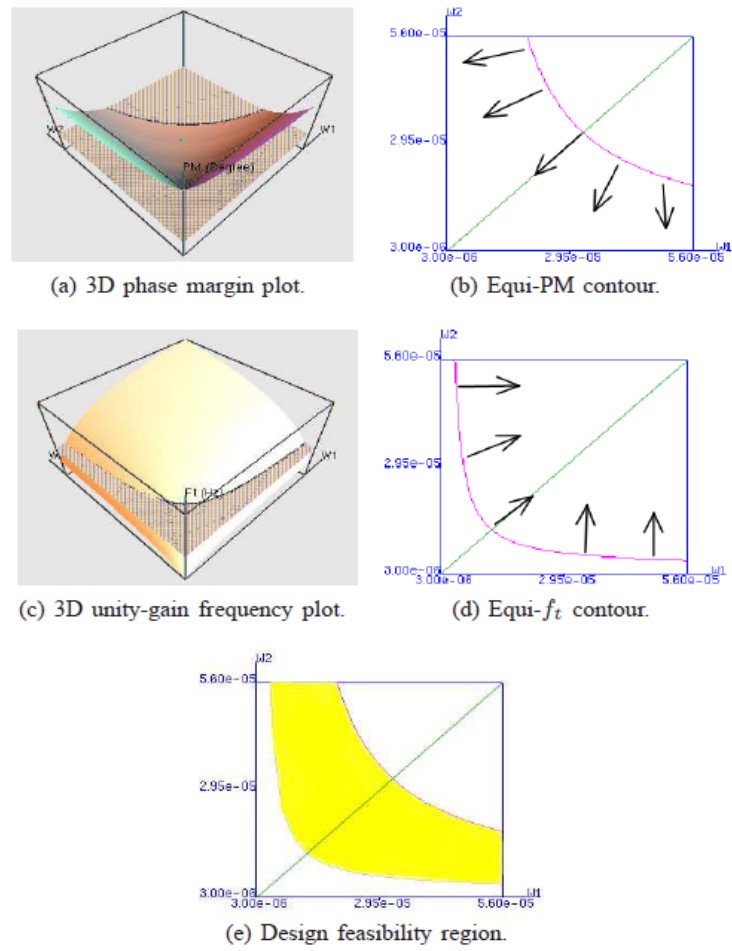 W2
W1
PM (Degree)
(a) 3D phase margin plot.
W2
5.60e-05
2.95e-05
3.00e-06
3.00e-06
2.95e-05
5.60e-05
W1
(b) Equi-PM contour.
W1
Ft (Hz)
(c) 3D unity-gain frequency plot.
W2
5.60e-05
2.95e-05
3.00e-06
3.00e-06
2.95e-05
5.60e-05
W1
(d) Equi-f_t contour.
W2
5.60e-05
2.95e-05
3.00e-06
3.00e-06
2.95e-05
5.60e-05
W1
(e) Design feasibility region.